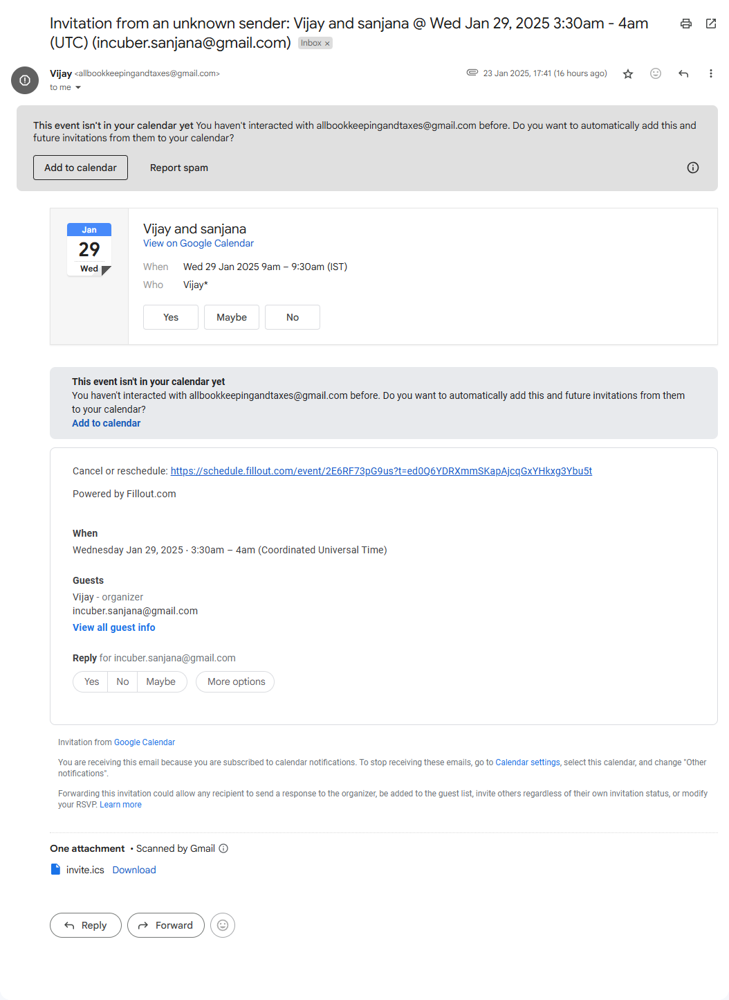 Invitation from an unknown sender: Vijay and sanjana @ Wed Jan 29, 2025 3:30am - 4am
(UTC) (incuber.sanjana@gmail.com) Inbox ×
Vijay <allbookkeepingandtaxes@gmail.com>
23 Jan 2025, 17:41 (16 hours ago)
to me
This event isn't in your calendar yet You haven't interacted with allbookkeepingandtaxes@gmail.com before. Do you want to automatically add this and
future invitations from them to your calendar?
Add to calendar
Report spam
Jan
29
Wed
Vijay and sanjana
View on Google Calendar
When Wed 29 Jan 2025 9am – 9:30am (IST)
Who Vijay*
Yes Maybe No
This event isn't in your calendar yet
You haven't interacted with allbookkeepingandtaxes@gmail.com before. Do you want to automatically add this and future invitations from them
to your calendar?
Add to calendar
Cancel or reschedule: https://schedule.fillout.com/event/2E6RF73pG9us?t=ed0Q6YDRXmmSKapAjcqGxYHkxg3Ybu5t
Powered by Fillout.com
When
Wednesday Jan 29, 2025 · 3:30am – 4am (Coordinated Universal Time)
Guests
Vijay - organizer
incuber.sanjana@gmail.com
View all guest info
Reply for incuber.sanjana@gmail.com
Yes No Maybe More options
Invitation from Google Calendar
You are receiving this email because you are subscribed to calendar notifications. To stop receiving these emails, go to Calendar settings, select this calendar, and change "Other
notifications".
Forwarding this invitation could allow any recipient to send a response to the organizer, be added to the guest list, invite others regardless of their own invitation status, or modify
your RSVP. Learn more
One attachment • Scanned by Gmail
invite.ics Download
Reply Forward